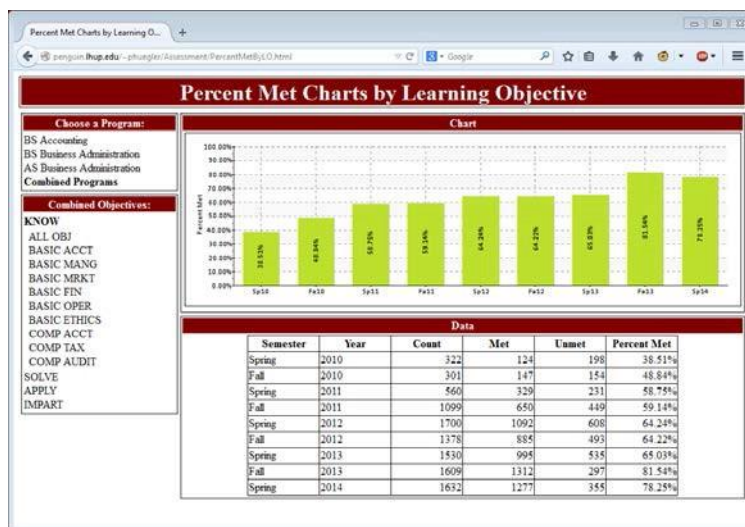 Percent Met Charts by Learning O...
penguin.lhup.edu/~phuegler/Assessment/PercentMetByLO.html
Google
Percent Met Charts by Learning Objective
Choose a Program:
BS Accounting
BS Business Administration
AS Business Administration
Combined Programs
Combined Objectives:
KNOW
ALL OBJ
BASIC ACCT
BASIC MANG
BASIC MRKT
BASIC FIN
BASIC OPER
BASIC ETHICS
COMP ACCT
COMP TAX
COMP AUDIT
SOLVE
APPLY
IMPART
Chart
Percent Met
100.00%
90.00%
80.00%
70.00%
60.00%
50.00%
40.00%
30.00%
20.00%
10.00%
0.00%
38.51% 48.84% 58.75% 59.14% 64.24% 64.22% 65.03% 81.54% 78.25%
Sp10 Fa10 Sp11 Fa11 Sp12 Fa12 Sp13 Fa13 Sp14
Data
Semester Year Count Met Unmet Percent Met
Spring 2010 322 124 198 38.51%
Fall 2010 301 147 154 48.84%
Spring 2011 560 329 231 58.75%
Fall 2011 1099 650 449 59.14%
Spring 2012 1700 1092 608 64.24%
Fall 2012 1378 885 493 64.22%
Spring 2013 1530 995 535 65.03%
Fall 2013 1609 1312 297 81.54%
Spring 2014 1632 1277 355 78.25%